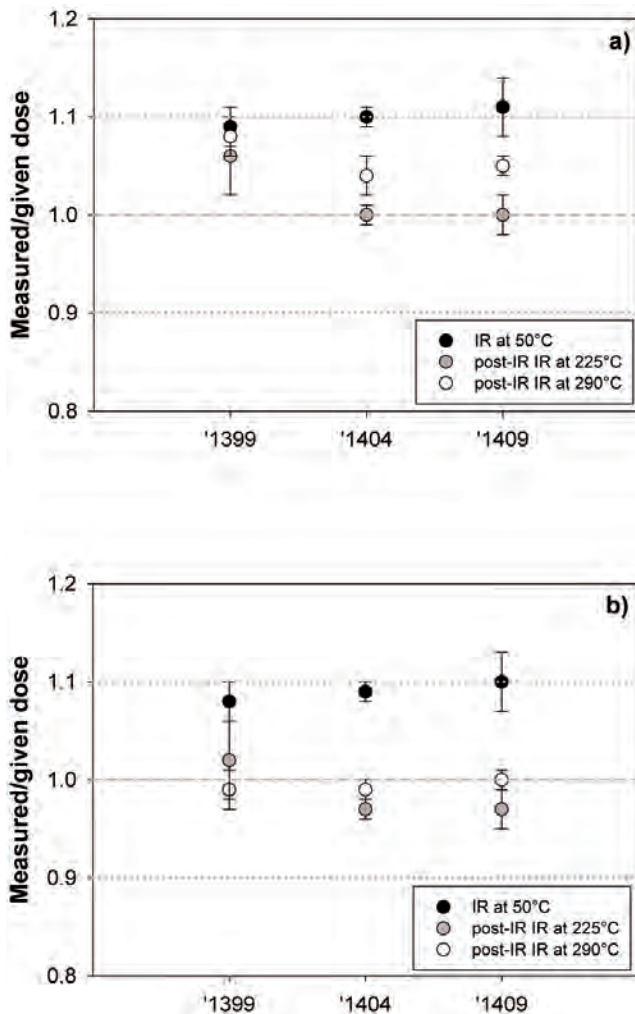 a)
Measured/given dose
1.2
1.1
1.0
0.9
0.8
IR at 50°C
post-IR IR at 225°C
post-IR IR at 290°C
'1399 '1404 '1409
b)
Measured/given dose
1.2
1.1
1.0
0.9
0.8
IR at 50°C
post-IR IR at 225°C
post-IR IR at 290°C
'1399 '1404 '1409